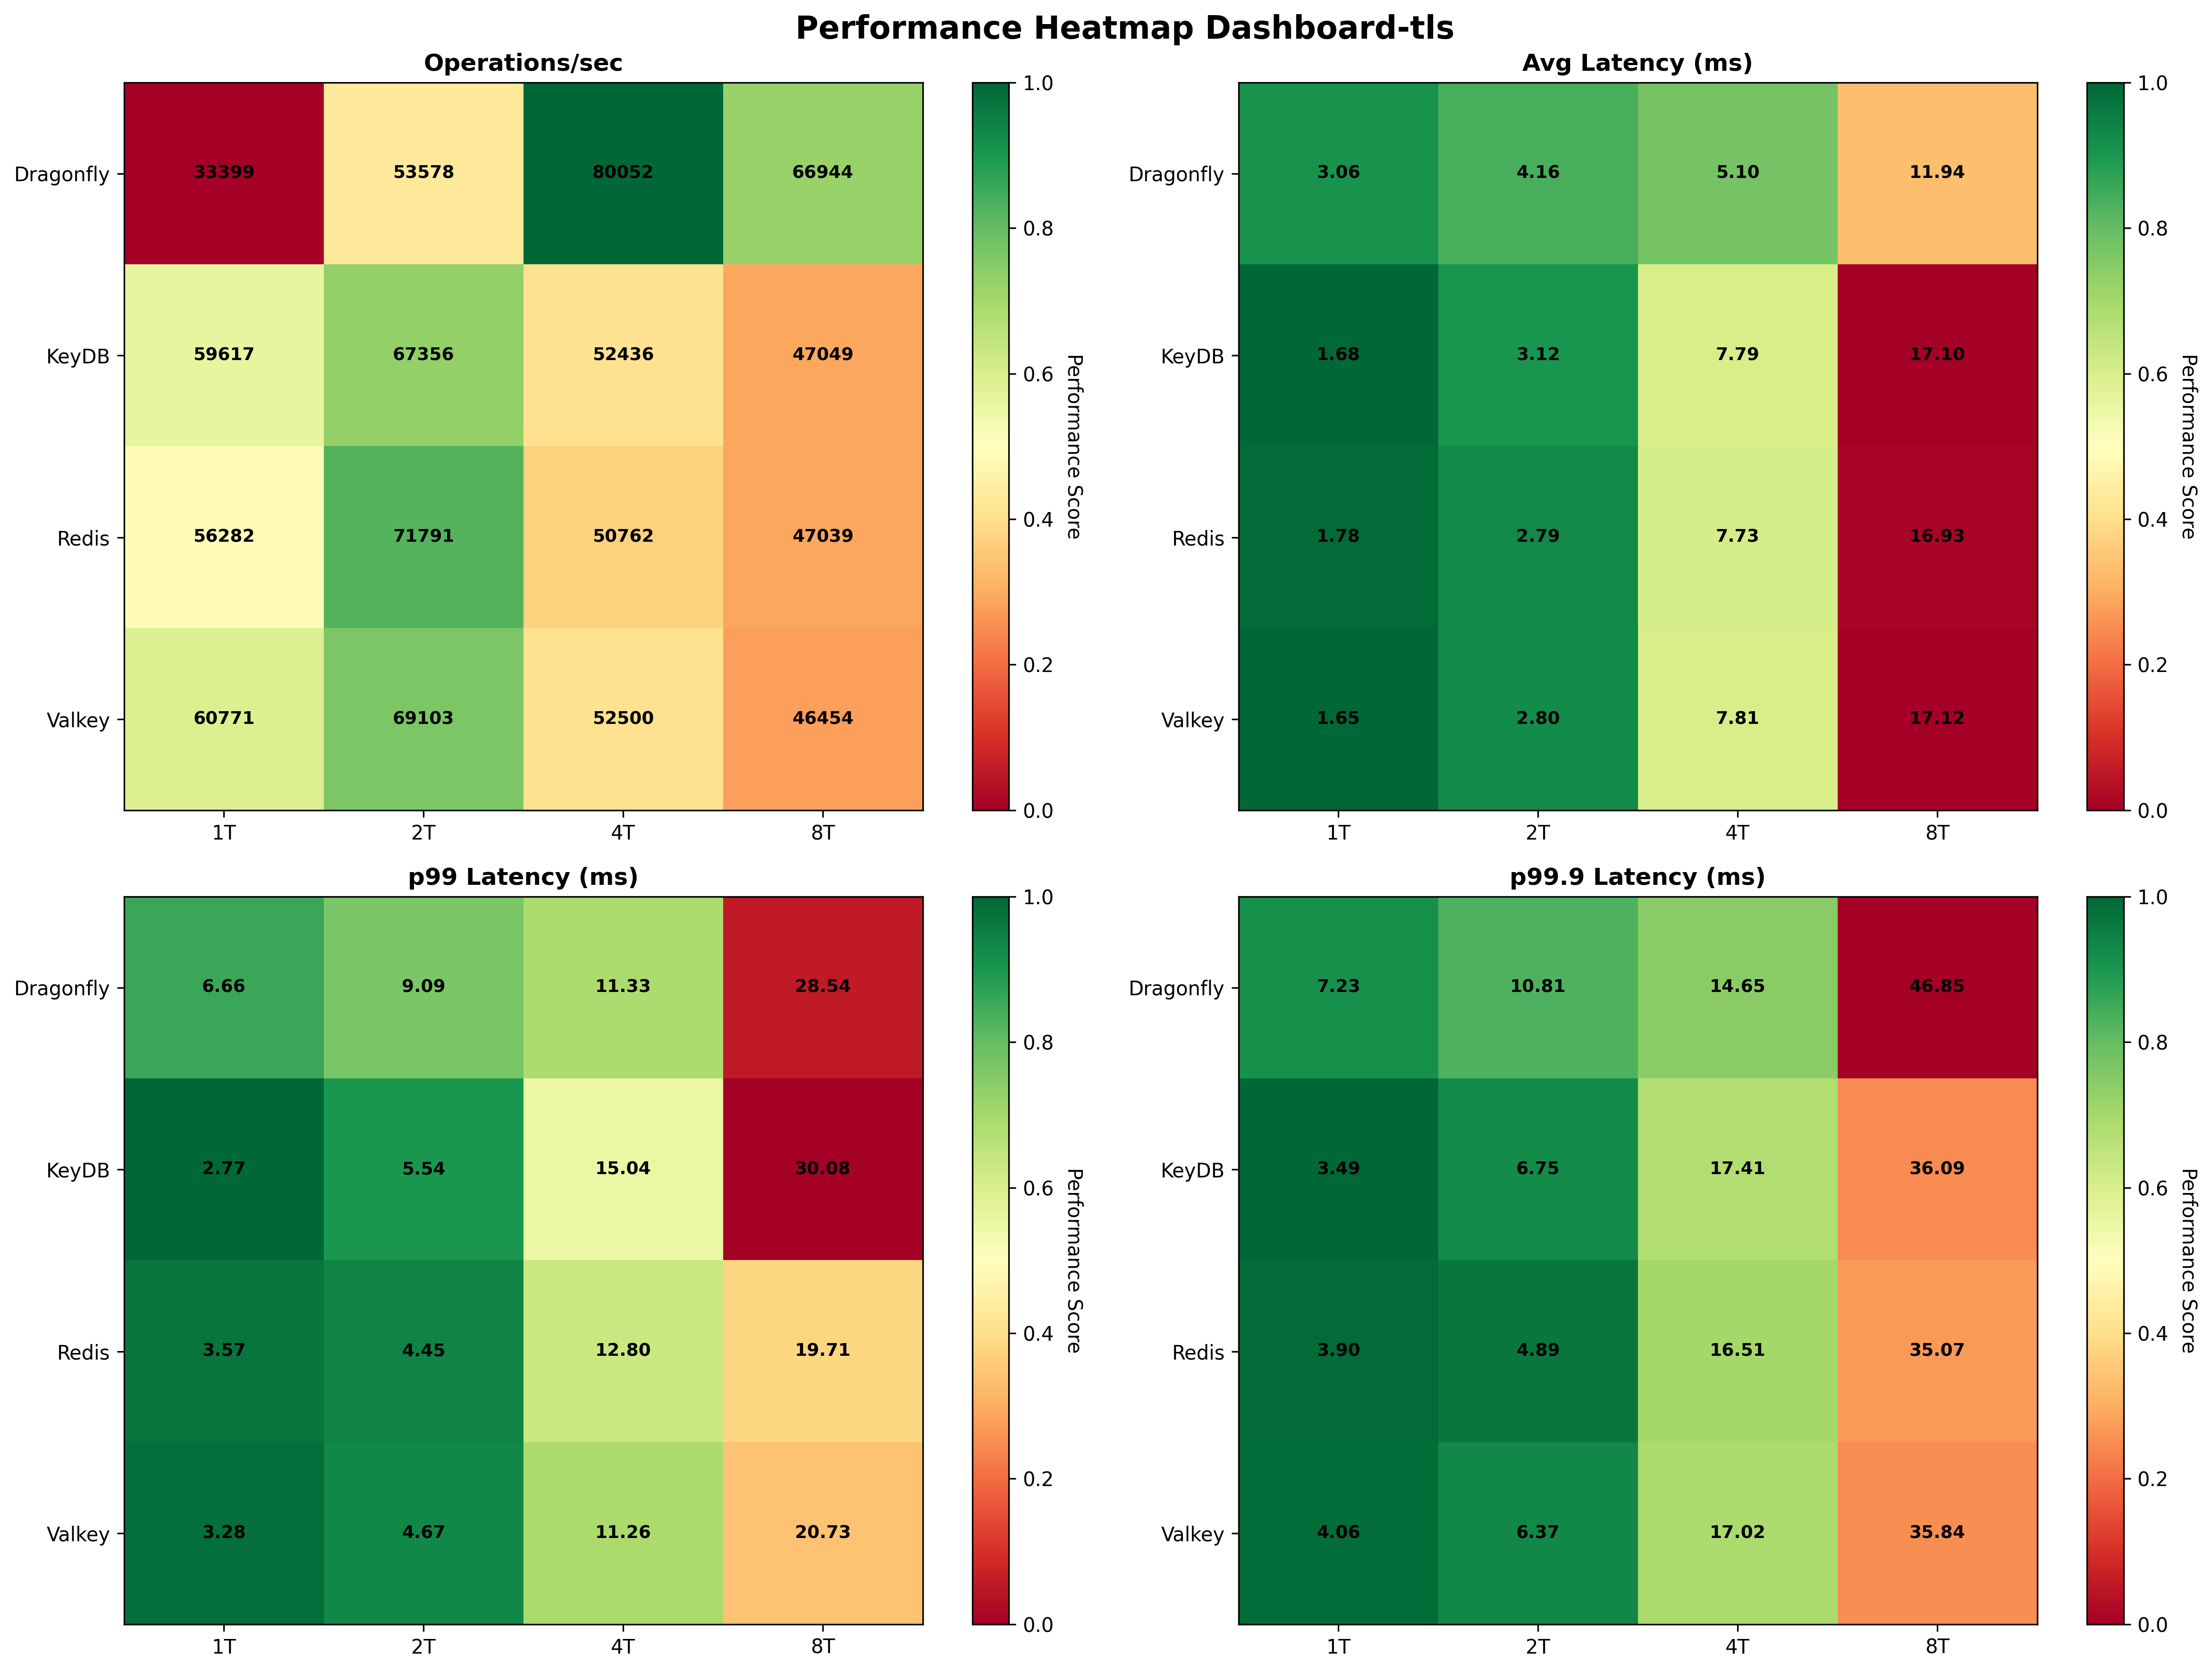 Performance Heatmap Dashboard-tls
Operations/sec
Dragonfly 33399 53578 80052 66944
KeyDB 59617 67356 52436 47049
Redis 56282 71791 50762 47039
Valkey 60771 69103 52500 46454
1T 2T 4T 8T
1.0
0.8
0.6
0.4
0.2
0.0
Performance Score
Avg Latency (ms)
Dragonfly 3.06 4.16 5.10 11.94
KeyDB 1.68 3.12 7.79 17.10
Redis 1.78 2.79 7.73 16.93
Valkey 1.65 2.80 7.81 17.12
1T 2T 4T 8T
1.0
0.8
0.6
0.4
0.2
0.0
Performance Score
p99 Latency (ms)
Dragonfly 6.66 9.09 11.33 28.54
KeyDB 2.77 5.54 15.04 30.08
Redis 3.57 4.45 12.80 19.71
Valkey 3.28 4.67 11.26 20.73
1T 2T 4T 8T
1.0
0.8
0.6
0.4
0.2
0.0
Performance Score
p99.9 Latency (ms)
Dragonfly 7.23 10.81 14.65 46.85
KeyDB 3.49 6.75 17.41 36.09
Redis 3.90 4.89 16.51 35.07
Valkey 4.06 6.37 17.02 35.84
1T 2T 4T 8T
1.0
0.8
0.6
0.4
0.2
0.0
Performance Score